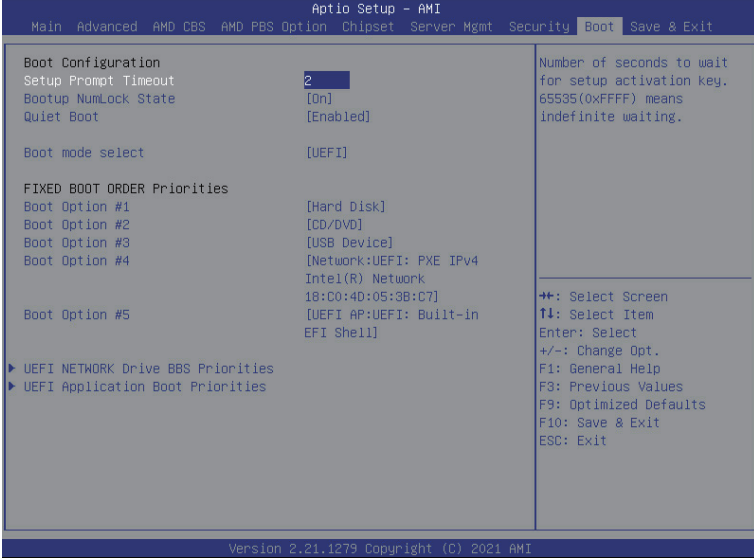 Aptio Setup – AMI
Main Advanced AMD CBS AMD PBS Option Chipset Server Mgmt Security Boot Save & Exit
Boot Configuration
Setup Prompt Timeout 2
Bootup NumLock State [On]
Quiet Boot [Enabled]
Boot mode select [UEFI]
FIXED BOOT ORDER Priorities
Boot Option #1 [Hard Disk]
Boot Option #2 [CD/DVD]
Boot Option #3 [USB Device]
Boot Option #4 [Network:UEFI: PXE IPv4
Intel(R) Network
18:C0:4D:05:3B:C7]
Boot Option #5 [UEFI AP:UEFI: Built-in
EFI Shell]
UEFI NETWORK Drive BBS Priorities
UEFI Application Boot Priorities
Number of seconds to wait
for setup activation key.
65535(0xFFFF) means
indefinite waiting.
→←: Select Screen
↑↓: Select Item
Enter: Select
+/-: Change Opt.
F1: General Help
F3: Previous Values
F9: Optimized Defaults
F10: Save & Exit
ESC: Exit
Version 2.21.1279 Copyright (C) 2021 AMI